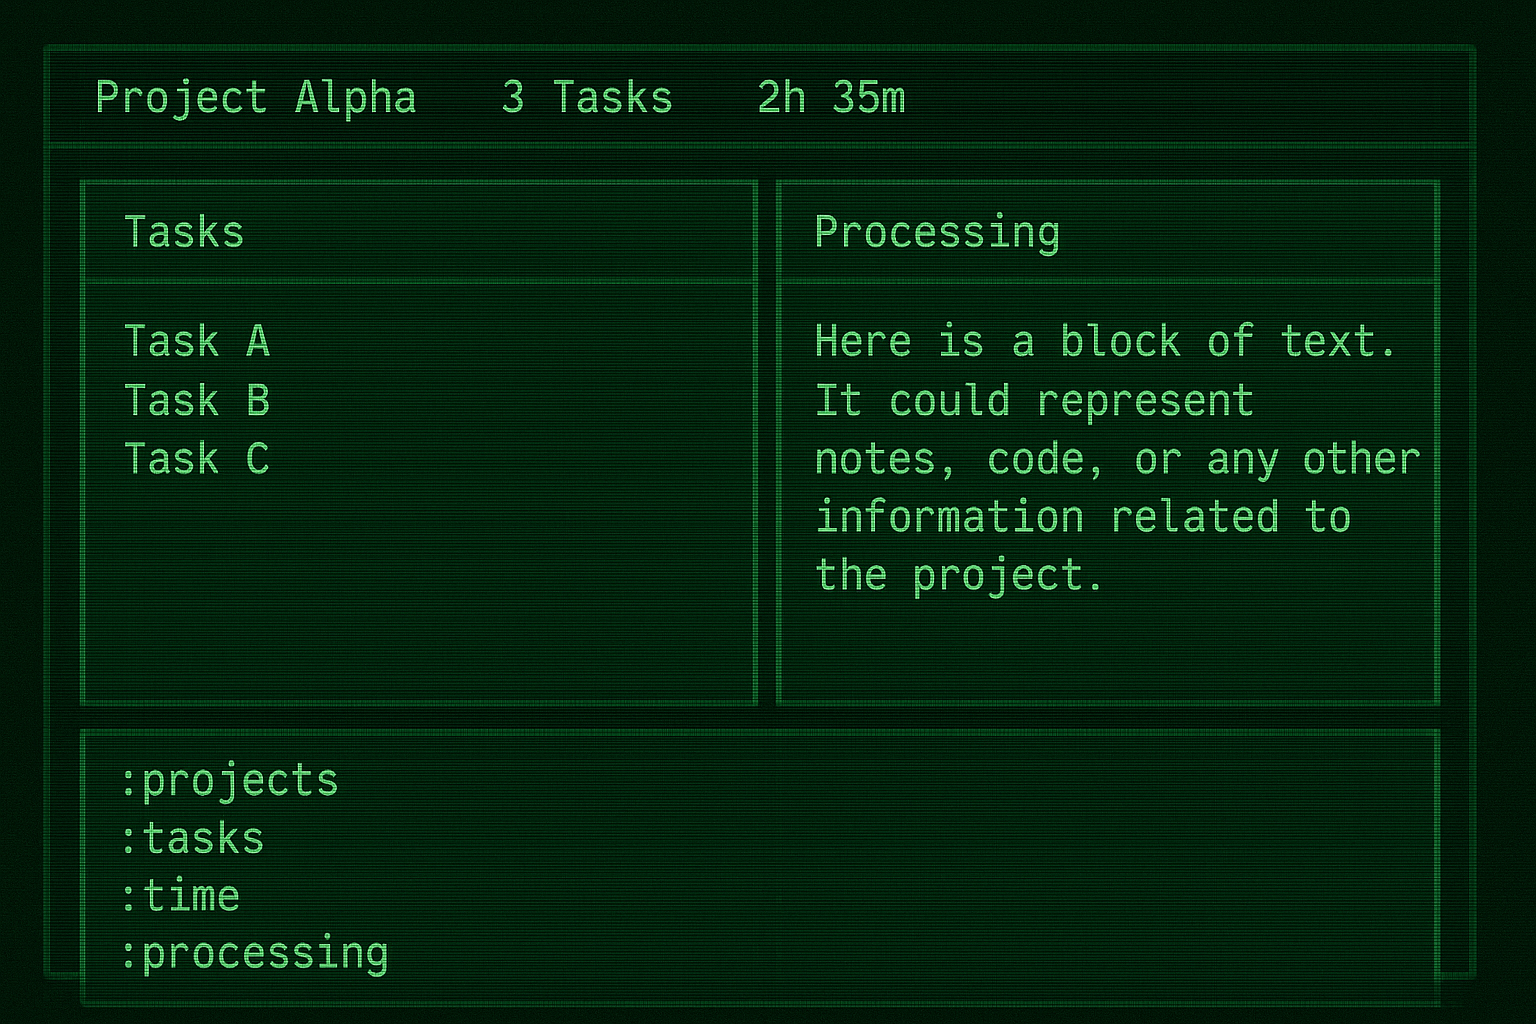 Project Alpha 3 Tasks 2h 35m
Tasks
Task A
Task B
Task C
Processing
Here is a block of text.
It could represent
notes, code, or any other
information related to
the project.
:projects
:tasks
:time
:processing